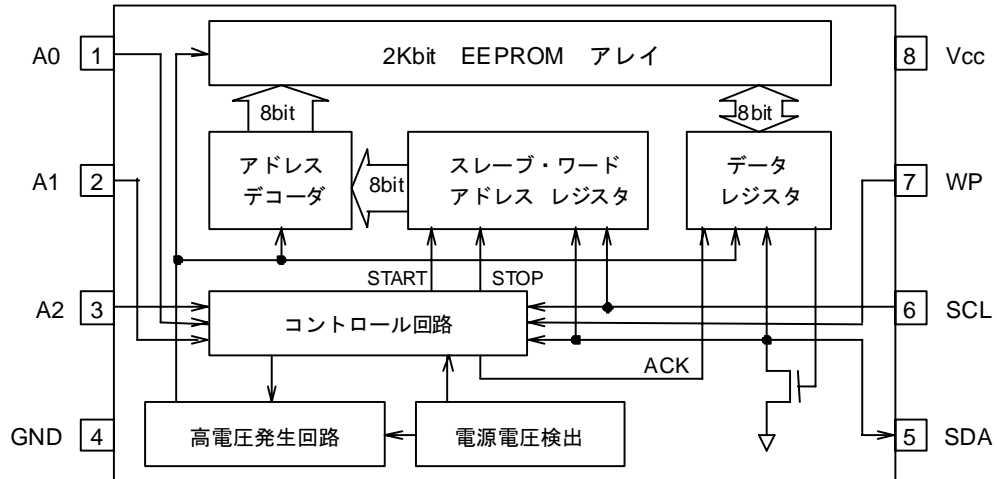 A0 1
2Kbit EEPROM アレイ
8 Vcc
8bit
8bit
A1 2
アドレス
デコーダ
8bit
スレーブ・ワード
アドレス レジスタ
データ
レジスタ
7 WP
START
STOP
A2 3
コントロール回路
6 SCL
ACK
GND 4
高電圧発生回路
電源電圧検出
5 SDA